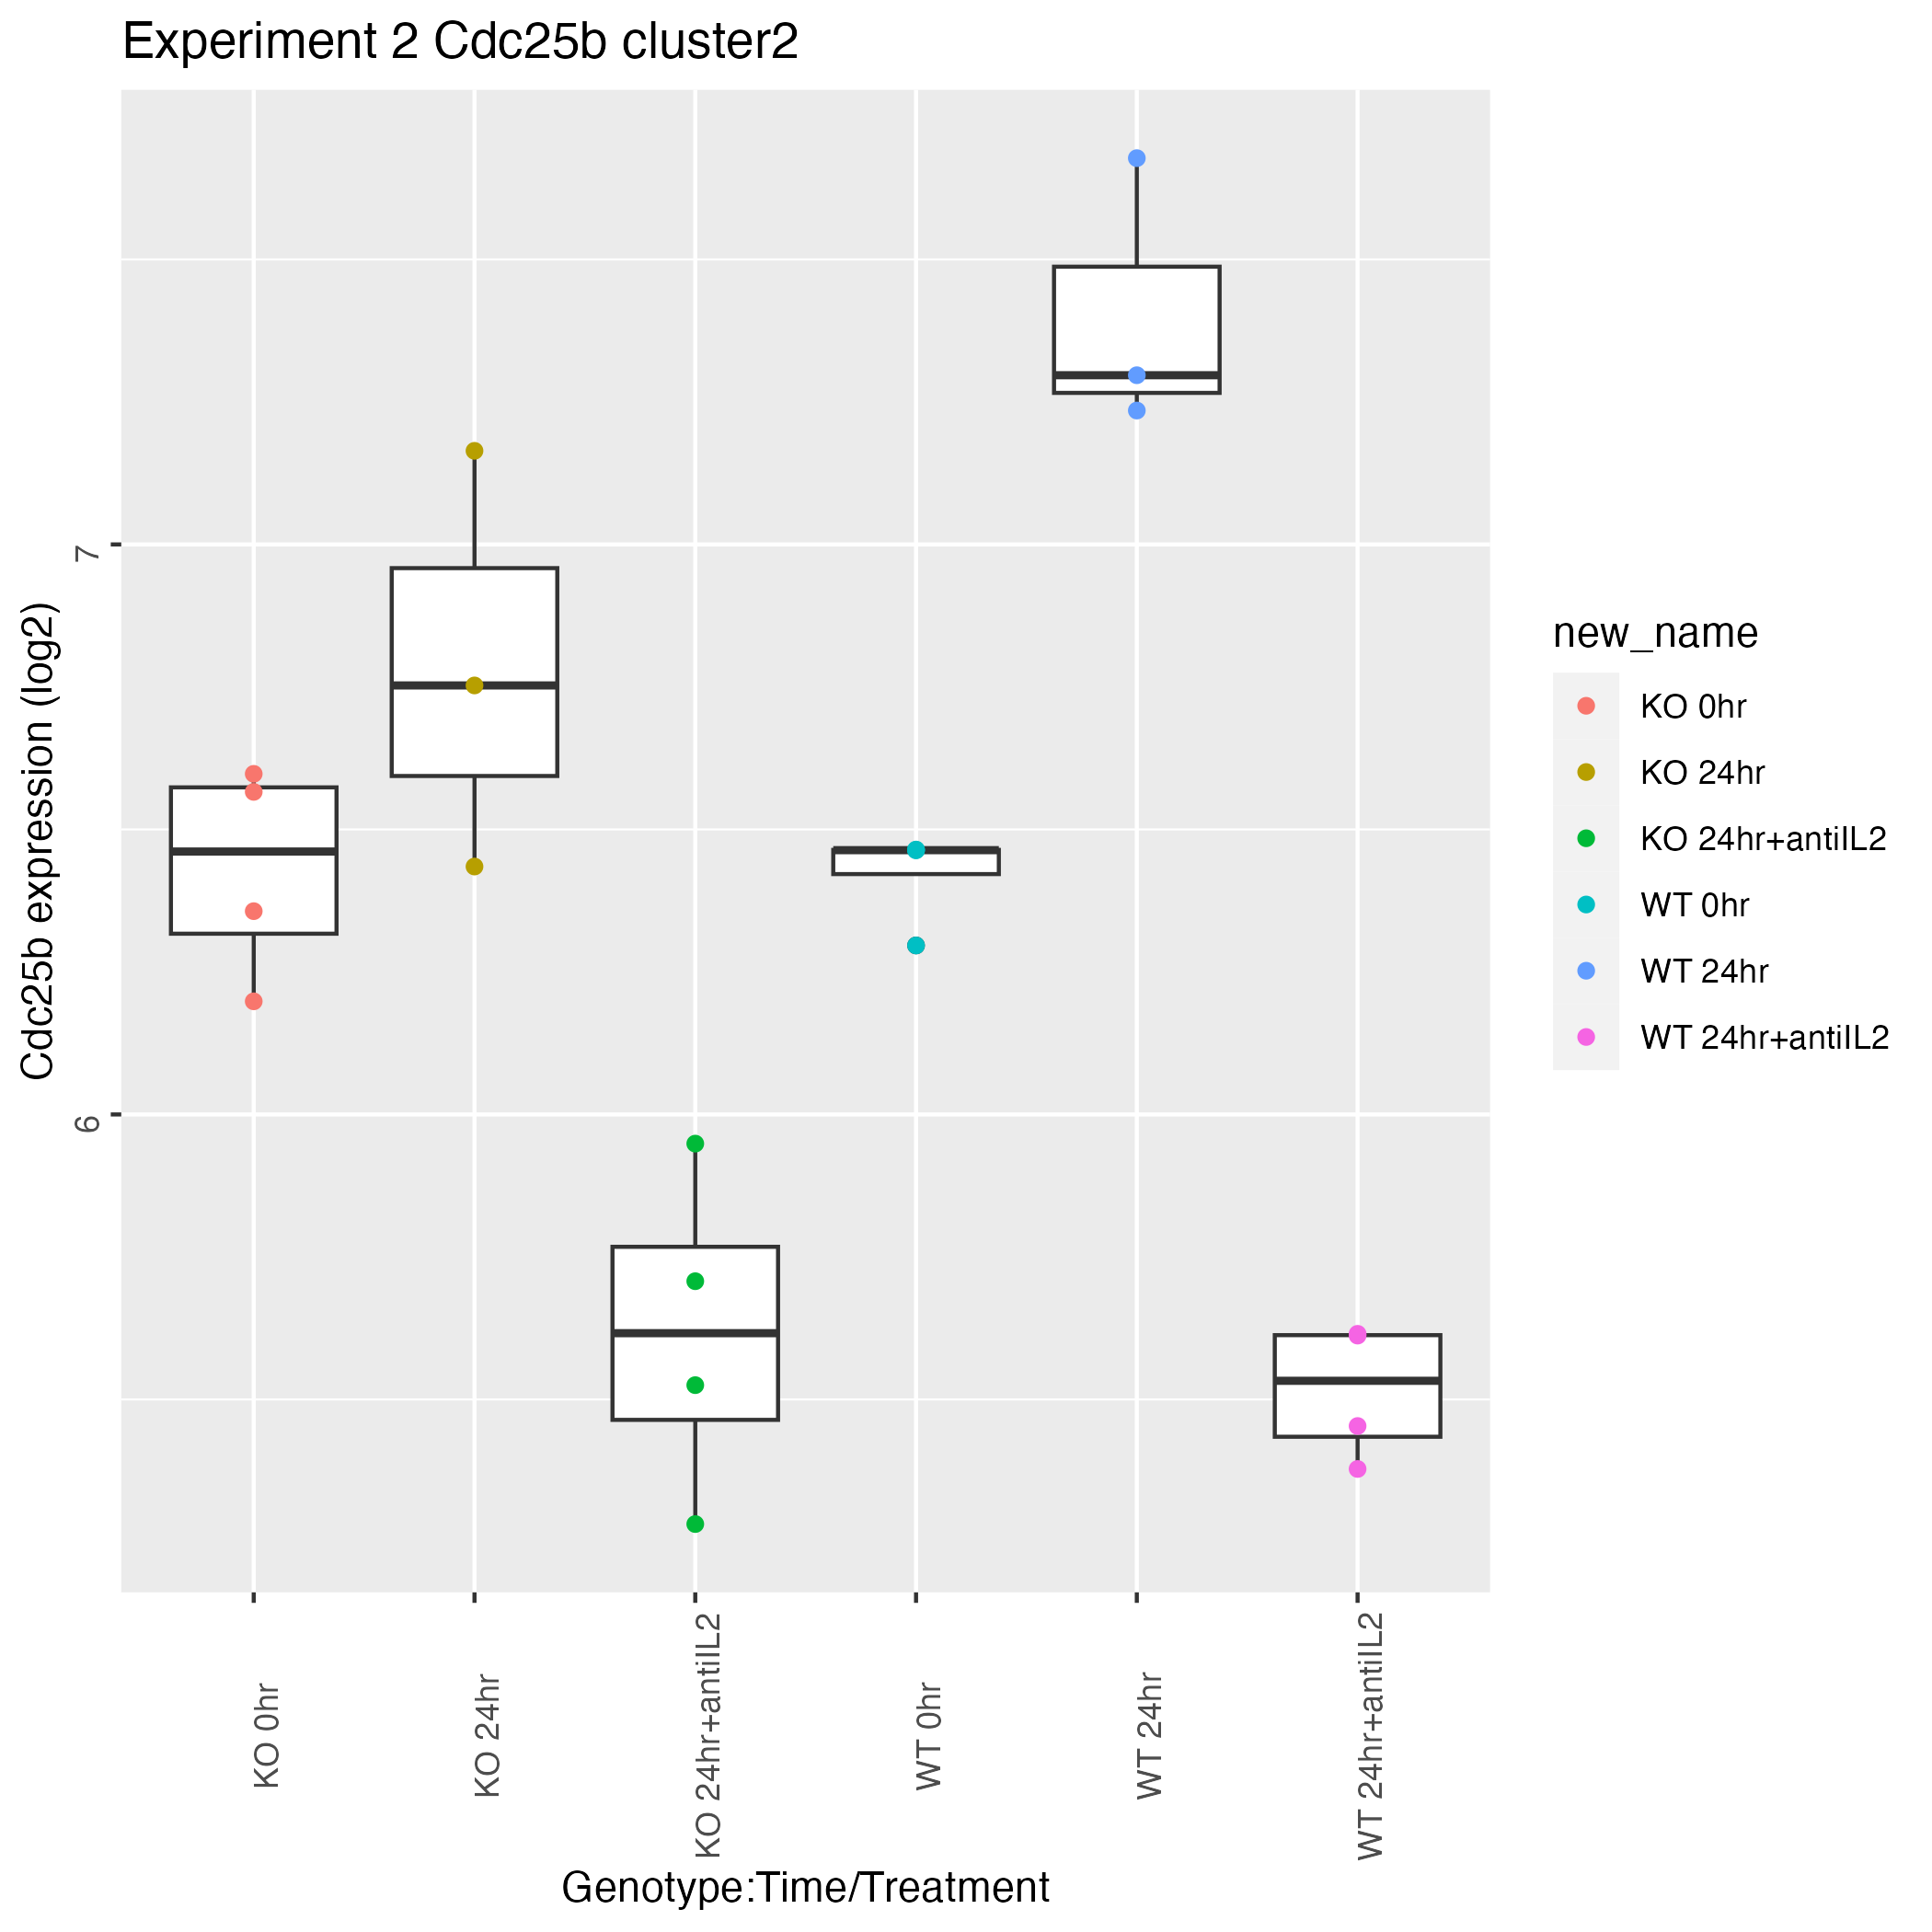 Experiment 2 Cdc25b cluster2
Cdc25b expression (log2)
7
6
KO 0hr
KO 24hr
KO 24hr+antiIL2
WT 0hr
WT 24hr
WT 24hr+antiIL2
Genotype:Time/Treatment
new_name
KO 0hr
KO 24hr
KO 24hr+antiIL2
WT 0hr
WT 24hr
WT 24hr+antiIL2